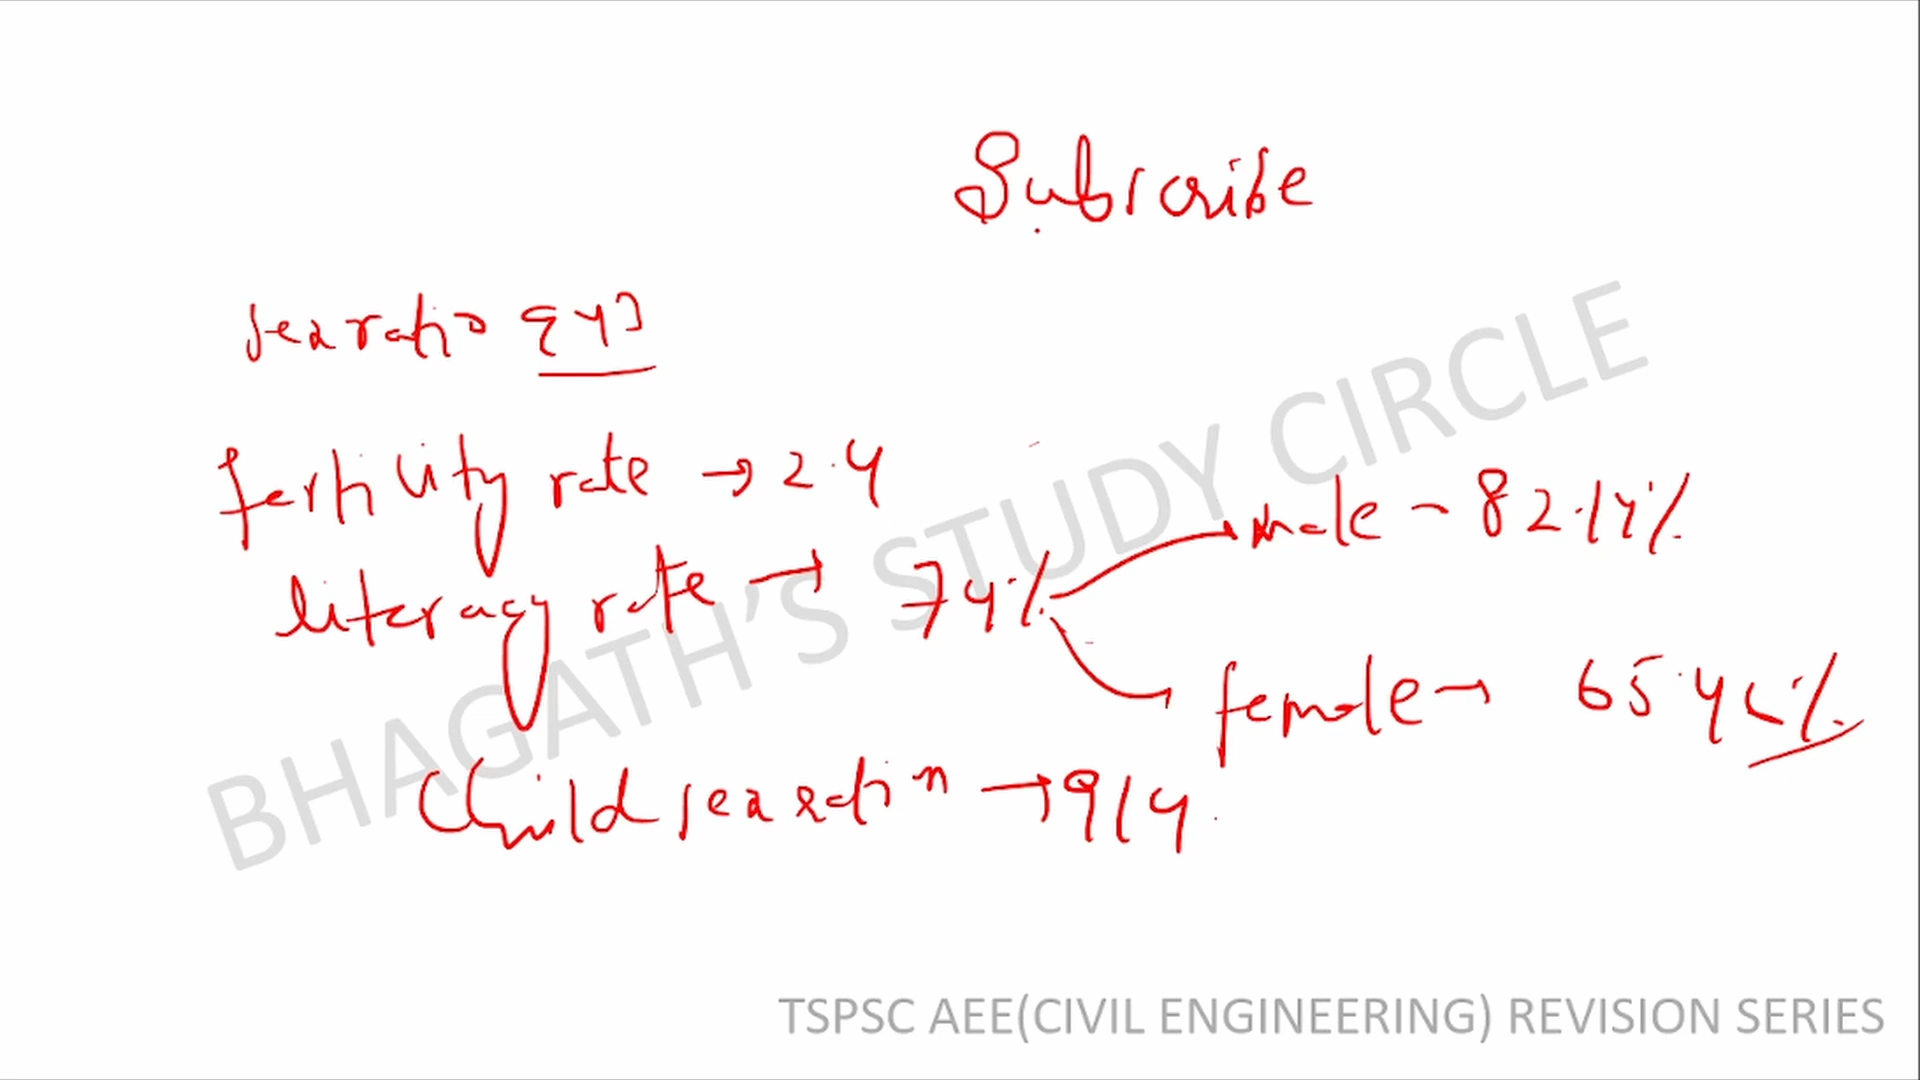 Subscribe
sex ratio 943
fertility rate → 2.4
male - 82.14%
literacy rate → 74%
female → 65.46%
Child sex ratio → 914
BHAGATH'S STUDY CIRCLE
TSPSC AEE(CIVIL ENGINEERING) REVISION SERIES